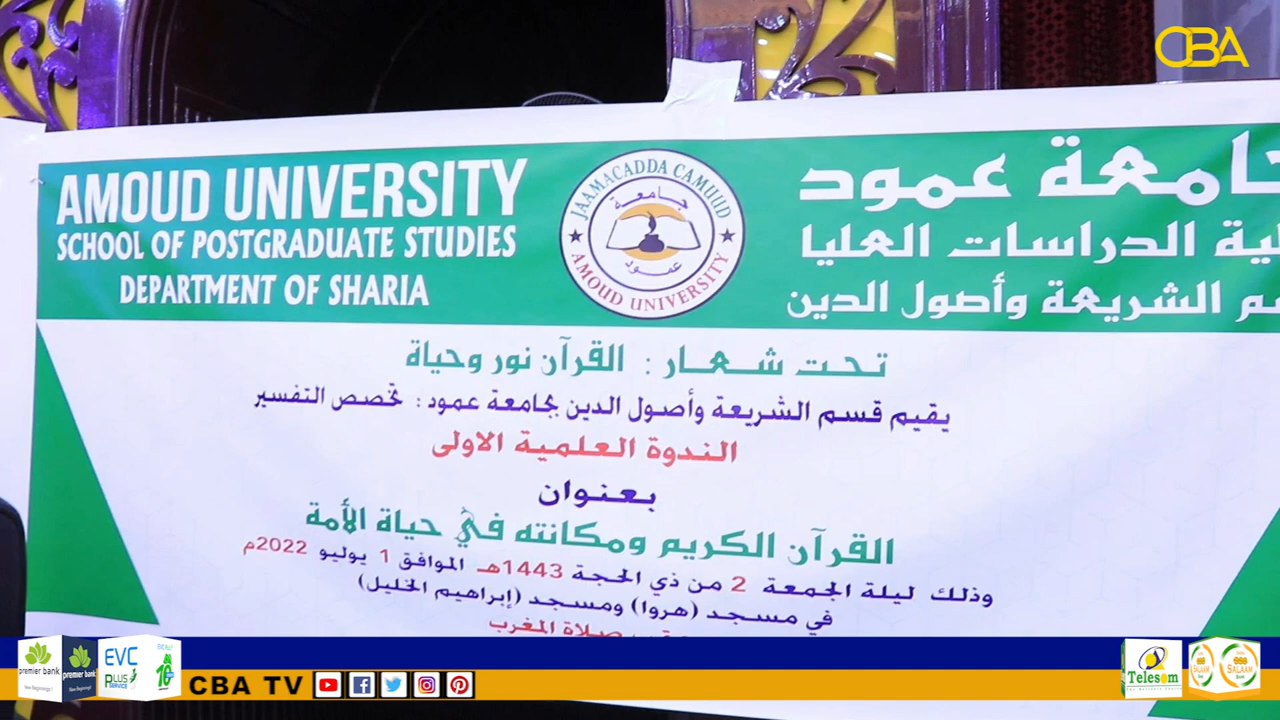 CBA
AMOUD UNIVERSITY
SCHOOL OF POSTGRADUATE STUDIES
DEPARTMENT OF SHARIA
JAAMACADDA CAMUUD
جامعة
عمود
AMOUD UNIVERSITY
جامعة عمود
الدراسات العليا
الشريعة وأصول الدين
تحت شعار : القرآن نور وحياة
يقيم قسم الشريعة وأصول الدين بجامعة عمود : تخصص التفسير
الندوة العلمية الاولى
بعنوان
القرآن الكريم ومكانته في حياة الأمة
وذلك ليلة الجمعة 2 من ذي الحجة 1443هـ الموافق 1 يوليو 2022م
في مسجد (هروا) ومسجد (إبراهيم الخليل)
صلاة المغرب
premier bank
New Beginnings!
premier bank
EVC
PLUS
SERVICE
CBA TV
Telesom
SALAAM
SALAAM